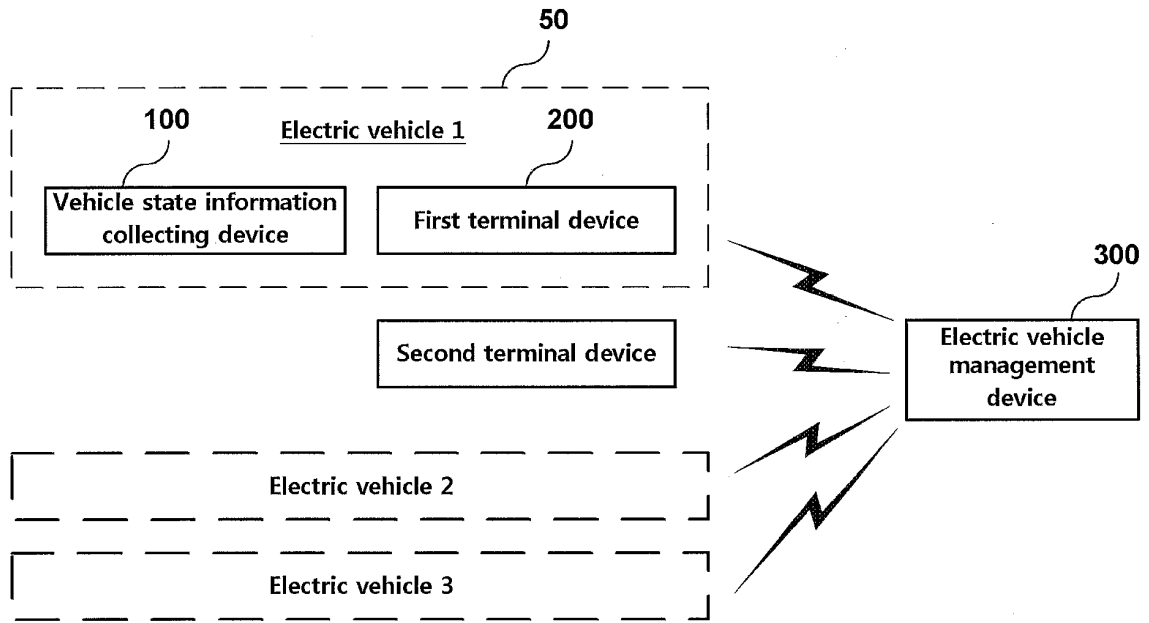 50
100
Electric vehicle 1
200
Vehicle state information
collecting device
First terminal device
300
Second terminal device
Electric vehicle
management
device
Electric vehicle 2
Electric vehicle 3